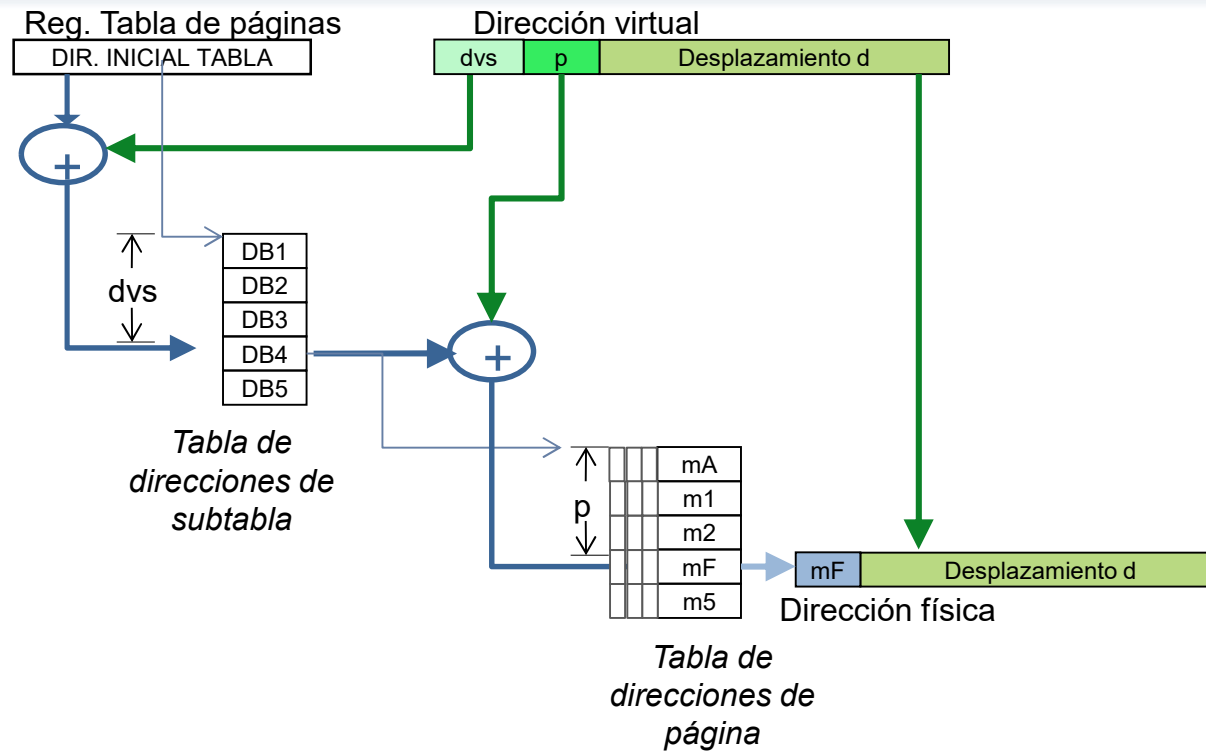 Reg. Tabla de páginas
Dirección virtual
DIR. INICIAL TABLA
dvs
p
Desplazamiento d
+
dvs
DB1
DB2
DB3
DB4
DB5
+
Tabla de
direcciones de
subtabla
p
mA
m1
m2
mF
m5
mF
Desplazamiento d
Dirección física
Tabla de
direcciones de
página